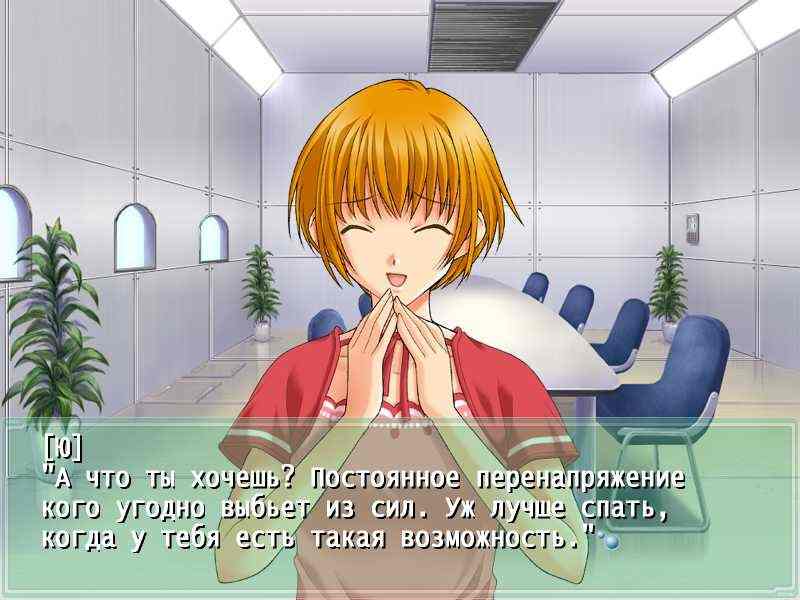 [Ю]
"А что ты хочешь? Постоянное перенапряжение
кого угодно выбьет из сил. Уж лучше спать,
когда у тебя есть такая возможность."